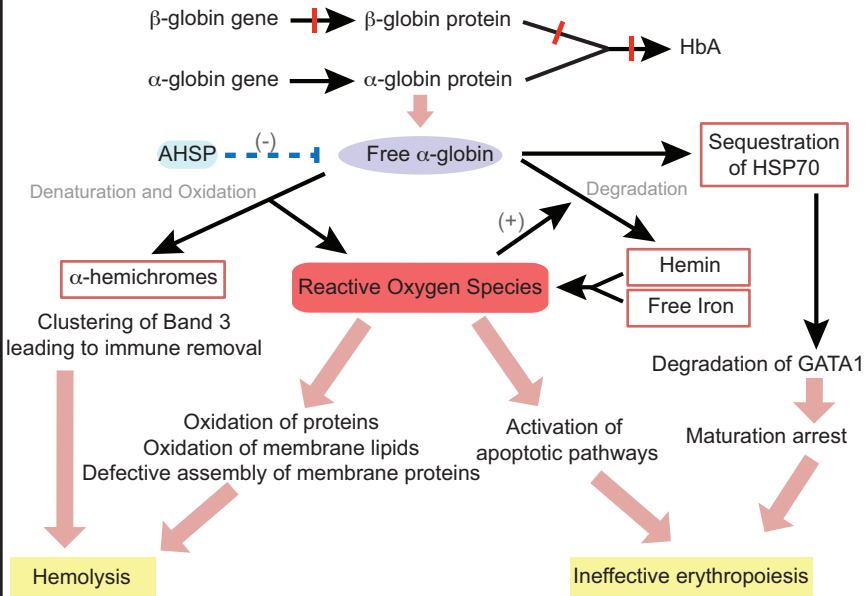 β-globin gene
β-globin protein
HbA
α-globin gene
α-globin protein
AHSP
(-)
Free α-globin
Sequestration
of HSP70
Denaturation and Oxidation
Degradation
(+)
α-hemichromes
Reactive Oxygen Species
Hemin
Free Iron
Clustering of Band 3
leading to immune removal
Degradation of GATA1
Oxidation of proteins
Oxidation of membrane lipids
Defective assembly of membrane proteins
Activation of
apoptotic pathways
Maturation arrest
Hemolysis
Ineffective erythropoiesis